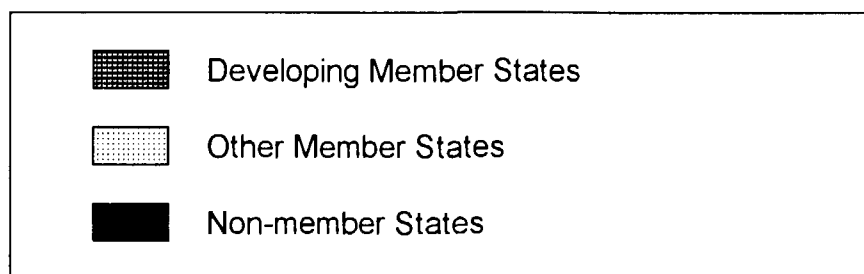 Developing Member States
Other Member States
Non-member States